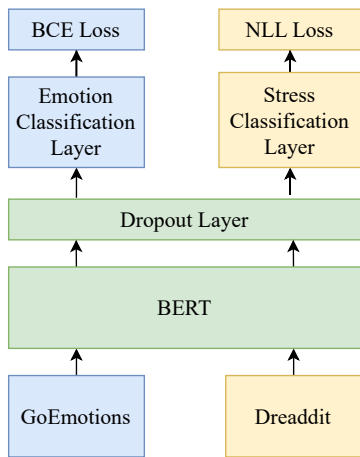 BCE Loss
NLL Loss
Emotion
Classification
Layer
Stress
Classification
Layer
Dropout Layer
BERT
GoEmotions
Dreaddit